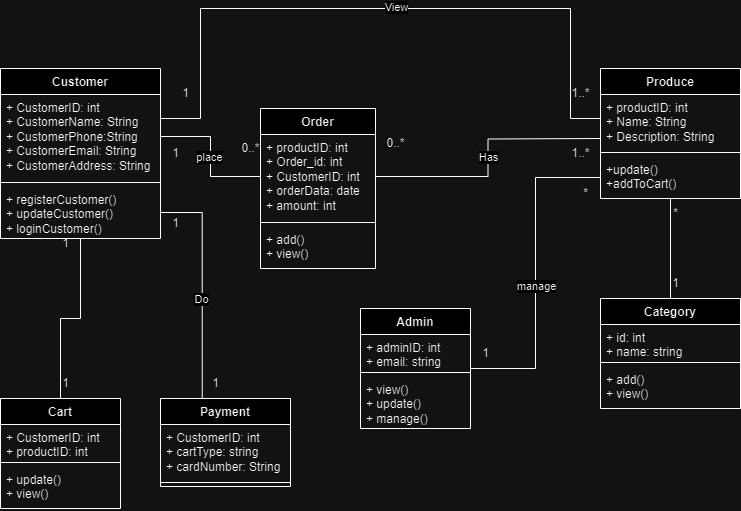 View
Customer
+ CustomerID: int
+ CustomerName: String
+ CustomerPhone:String
+ CustomerEmail: String
+ CustomerAddress: String
+ registerCustomer()
+ updateCustomer()
+ loginCustomer()
1
1
1
1
place
0..*
Order
+ productID: int
+ Order_id: int
+ CustomerID: int
+ orderData: date
+ amount: int
+ add()
+ view()
0..*
Has
1..*
1..*
*
Produce
+ productID: int
+ Name: String
+ Description: String
+update()
+addToCart()
*
1
Do
manage
Admin
+ adminID: int
+ email: string
+ view()
+ update()
+ manage()
1
Category
+ id: int
+ name: string
+ add()
+ view()
1
Cart
+ CustomerID: int
+ productID: int
+ update()
+ view()
1
Payment
+ CustomerID: int
+ cartType: string
+ cardNumber: String